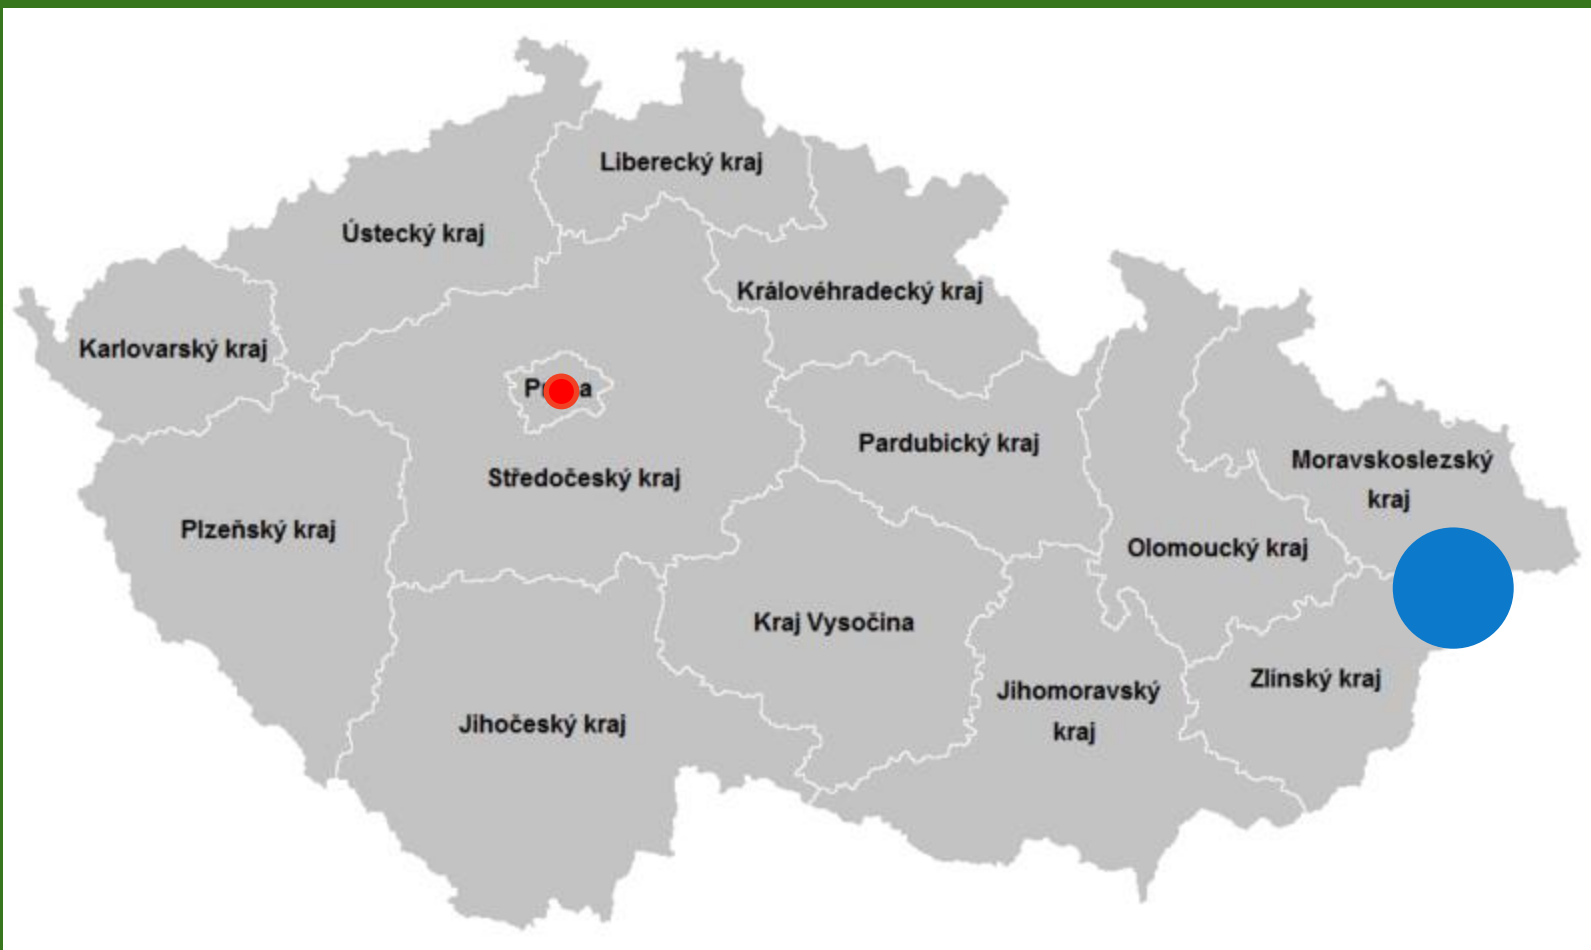 Liberecký kraj
Ústecký kraj
Královéhradecký kraj
Karlovarský kraj
Pardubický kraj
Moravskoslezský
kraj
Středočeský kraj
Plzeňský kraj
Olomoucký kraj
Kraj Vysočina
Zlínský kraj
Jihomoravský
kraj
Jihočeský kraj